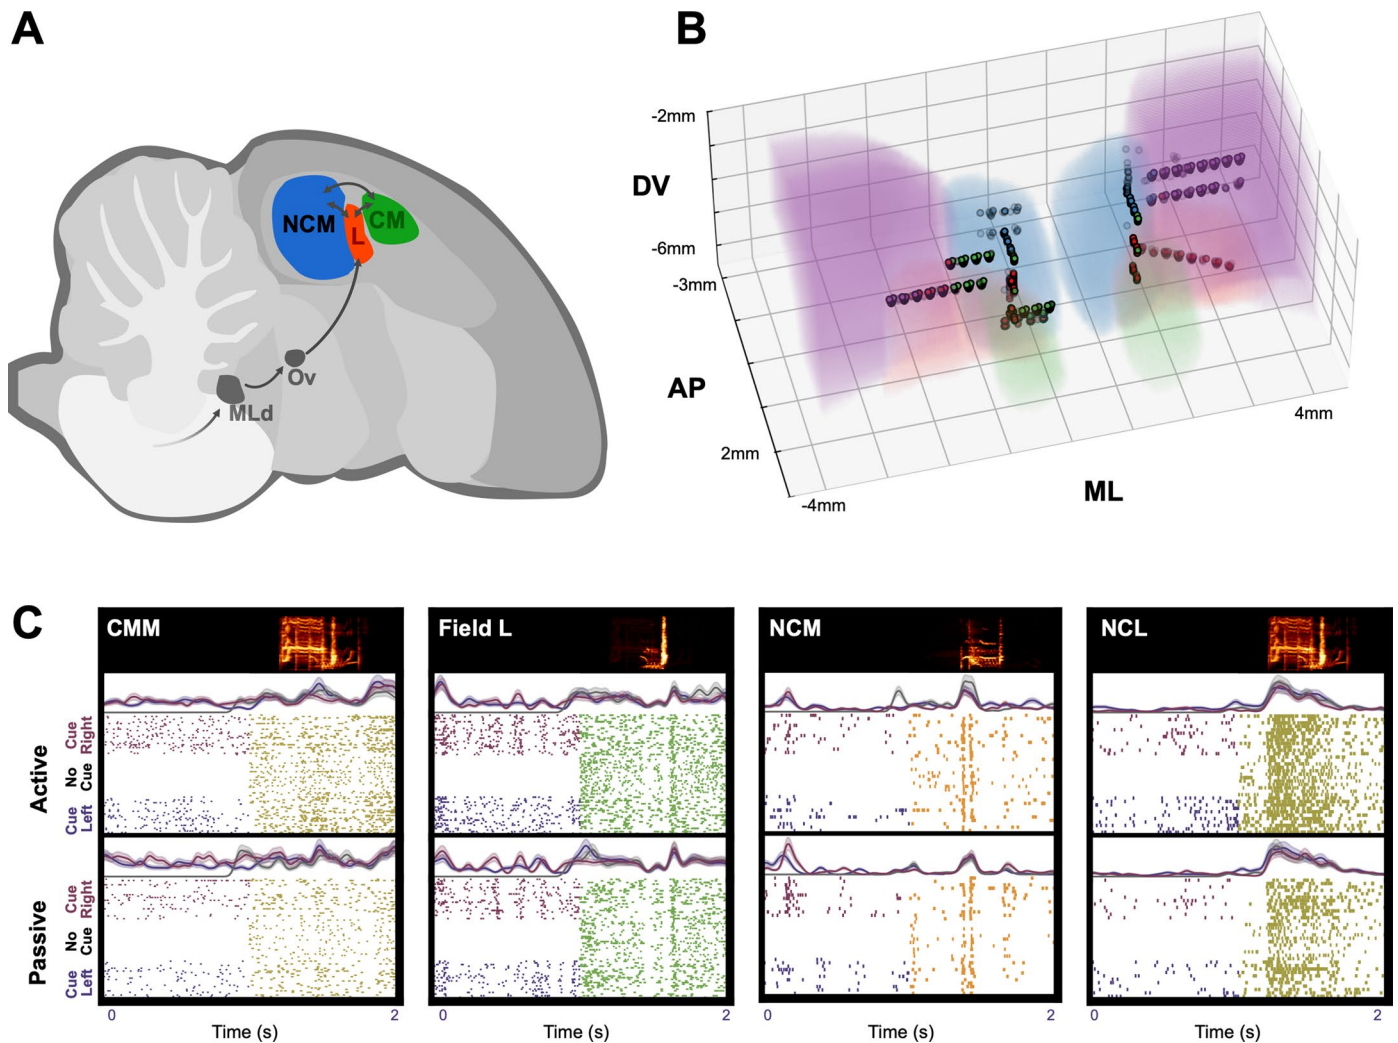 A
NCM
L
CM
Ov
MLd
B
-2mm
DV
-6mm
-3mm
AP
2mm
-4mm
ML
4mm
C
CMM
Field L
NCM
NCL
Active
Cue Right
No Cue
Cue Left
Passive
Cue Right
No Cue
Cue Left
0 2
Time (s)
0 2
Time (s)
0 2
Time (s)
0 2
Time (s)